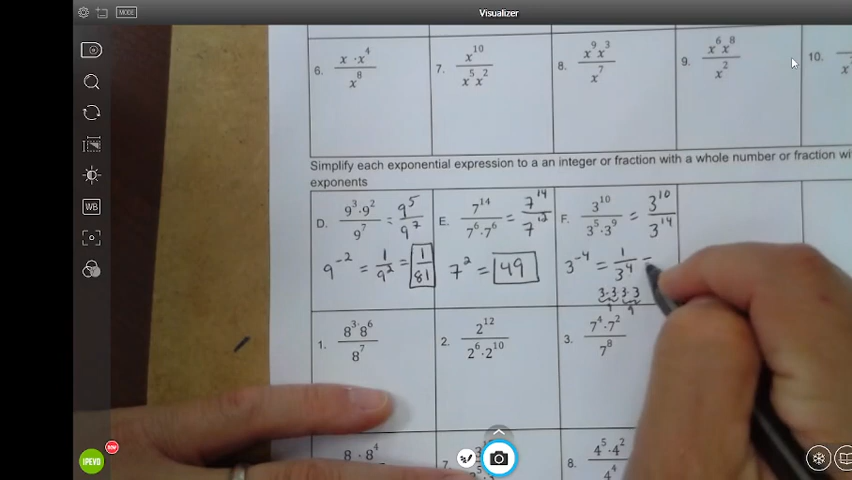 MODE
Visualizer
6. x · x^4 / x^8
7. x^10 / x^5 x^2
8. x^9 x^3 / x^7
9. x^6 x^8 / x^2
10.
Simplify each exponential expression to a an integer or fraction with a whole number or fraction wi
exponents
D. 9^3·9^2 / 9^7 = 9^5 / 9^7
9^-2 = 1 / 9^2 = 1 / 81
E. 7^14 / 7^6·7^6 = 7^14 / 7^12
7^2 = 49
F. 3^10 / 3^5·3^9 = 3^10 / 3^14
3^-4 = 1 / 3^4 =
3·3 3·3
9 9
1. 8^3·8^6 / 8^7
2. 2^12 / 2^6·2^10
3. 7^4·7^2 / 7^8
8 · 8^4
7.
8. 4^5·4^2 / 4^4
WB
IPEVO